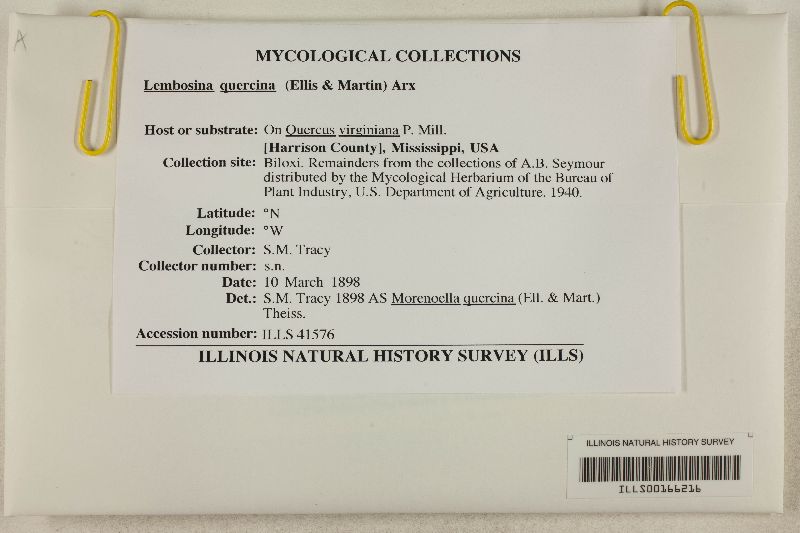 A
MYCOLOGICAL COLLECTIONS
Lembosina quercina (Ellis & Martin) Arx
Host or substrate: On Quercus virginiana P. Mill.
[Harrison County], Mississippi, USA
Collection site: Biloxi. Remainders from the collections of A.B. Seymour
distributed by the Mycological Herbarium of the Bureau of
Plant Industry, U.S. Department of Agriculture. 1940.
Latitude: °N
Longitude: °W
Collector: S.M. Tracy
Collector number: s.n.
Date: 10 March 1898
Det.: S.M. Tracy 1898 AS Morenoella quercina (Ell. & Mart.)
Theiss.
Accession number: ILLS 41576
ILLINOIS NATURAL HISTORY SURVEY (ILLS)
ILLINOIS NATURAL HISTORY SURVEY
ILLS00166216